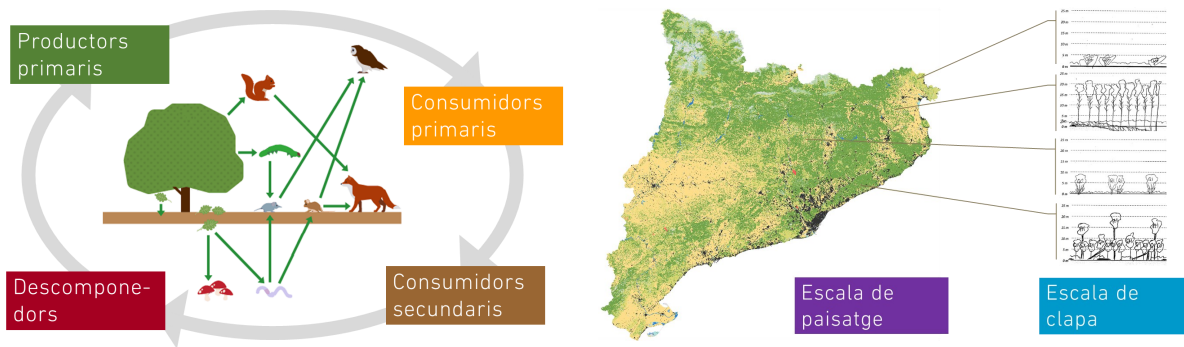 Productors
primaris
Consumidors
primaris
Descompone-
dors
Consumidors
secundaris
Escala de
paisatge
Escala de
clapa